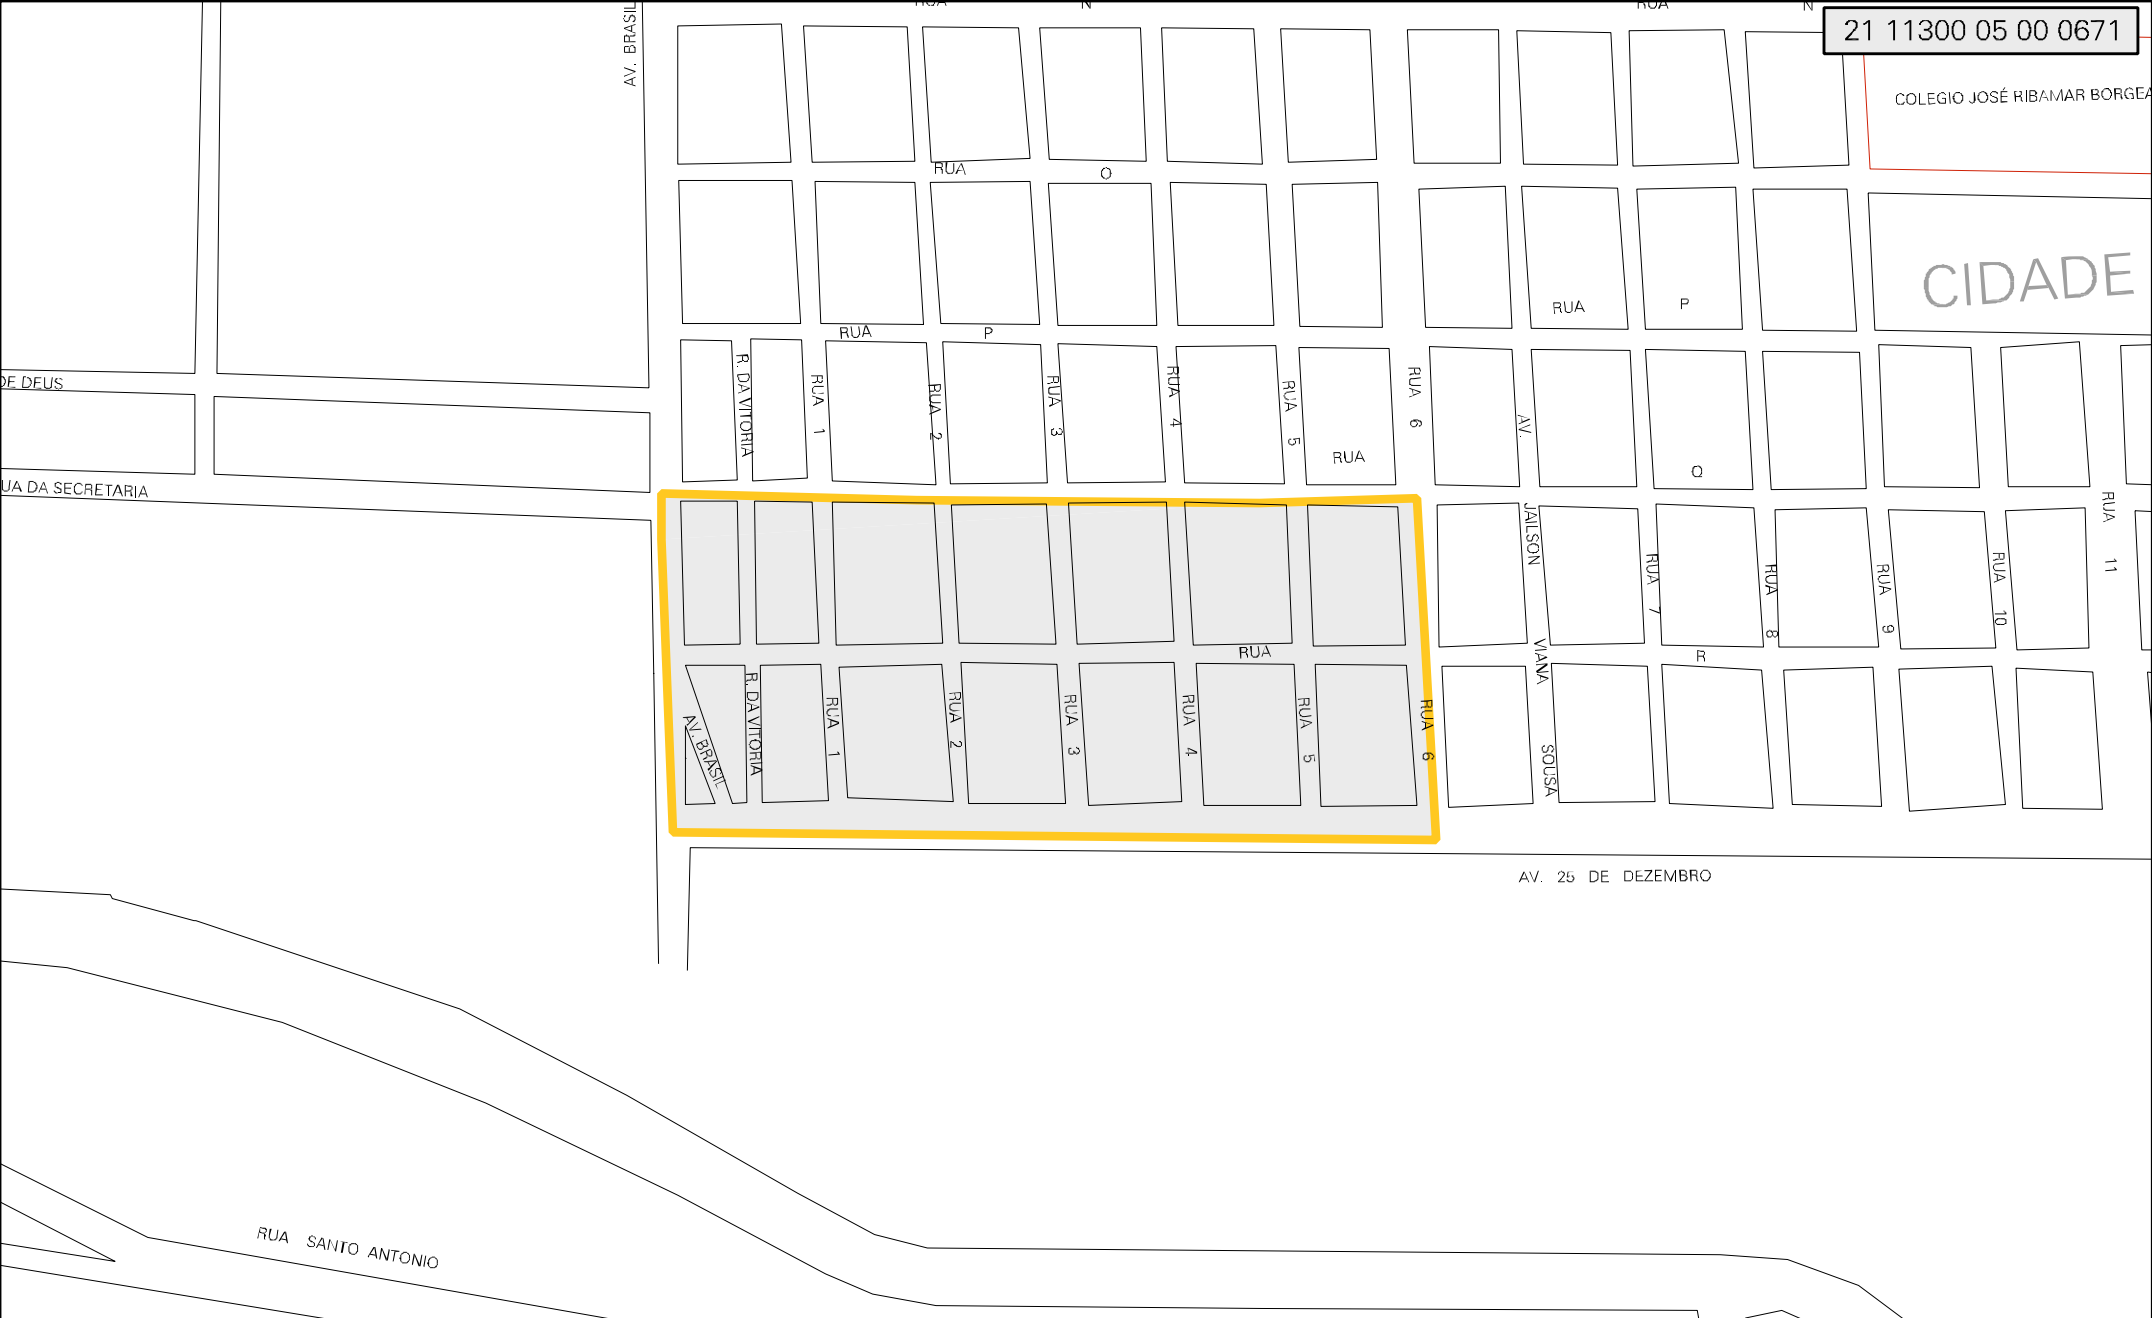 AV. BRASIL
RUA N
RUA N
21 11300 05 00 0671
COLEGIO JOSÉ RIBAMAR BORGEA
RUA O
CIDADE
RUA P
RUA P
DE DEUS
R. DA VITORIA
RUA 1
RUA 2
RUA 3
RUA 4
RUA 5
RUA 6
AV. JAILSON VIANA SOUSA
RUA Q
UA DA SECRETARIA
RUA 7
RUA 8
RUA 9
RUA 10
RUA 11
RUA R
AV. BRASIL
R. DA VITORIA
RUA 1
RUA 2
RUA 3
RUA 4
RUA 5
RUA 6
AV. 25 DE DEZEMBRO
RUA SANTO ANTONIO